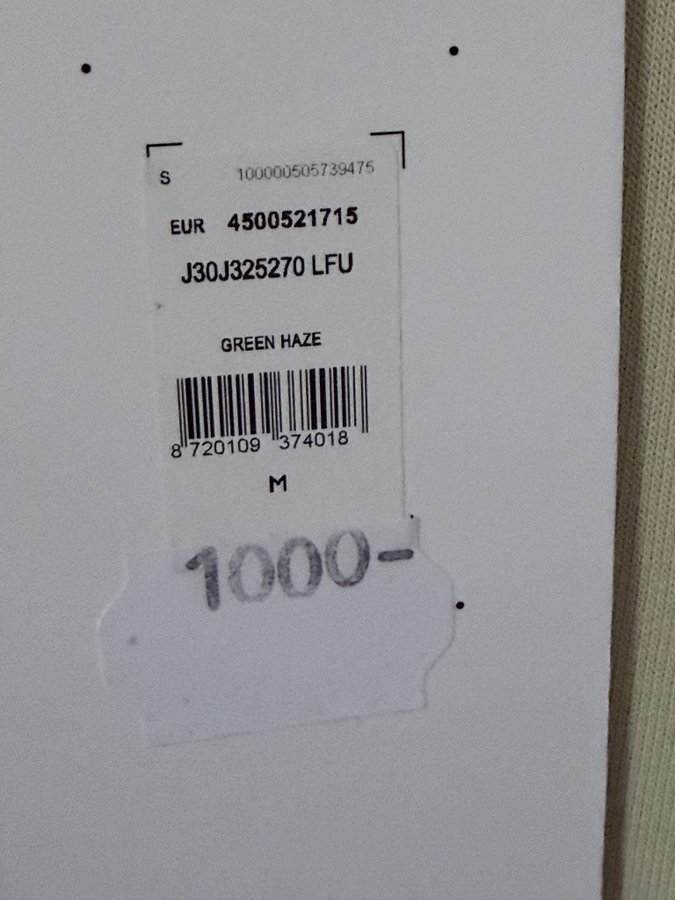 S 100000505739475
EUR 4500521715
J30J325270 LFU
GREEN HAZE
8 720109 374018
M
1000-